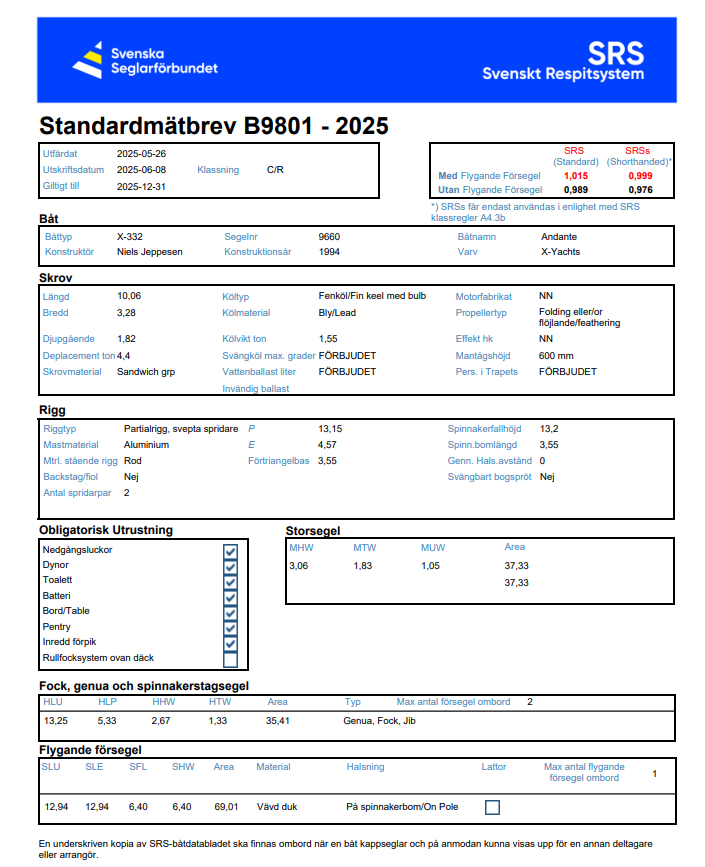 Svenska
Seglarförbundet
SRS
Svenskt Respitsystem
Standardmätbrev B9801 - 2025
Utfärdat 2025-05-26
Utskriftsdatum 2025-06-08 Klassning C/R
Giltigt till 2025-12-31
SRS SRSs
(Standard) (Shorthanded)*
Med Flygande Försegel 1,015 0,999
Utan Flygande Försegel 0,989 0,976
*) SRSs får endast användas i enlighet med SRS
klassregler A4.3b
Båt
Båttyp X-332 Segelnr 9660 Båtnamn Andante
Konstruktör Niels Jeppesen Konstruktionsår 1994 Varv X-Yachts
Skrov
Längd 10,06 Költyp Fenköl/Fin keel med bulb Motorfabrikat NN
Bredd 3,28 Kölmaterial Bly/Lead Propellertyp Folding eller/or
flöjlande/feathering
Djupgående 1,82 Kölvikt ton 1,55 Effekt hk NN
Deplacement ton 4,4 Svängköl max. grader FÖRBJUDET Mantågshöjd 600 mm
Skrovmaterial Sandwich grp Vattenballast liter FÖRBJUDET Pers. i Trapets FÖRBJUDET
Invändig ballast
Rigg
Riggtyp Partialrigg, svepta spridare P 13,15 Spinnakerfallhöjd 13,2
Mastmaterial Aluminium E 4,57 Spinn.bomlängd 3,55
Mtrl. stående rigg Rod Förtriangelbas 3,55 Genn. Hals.avstånd 0
Backstag/fiol Nej Svängbart bogspröt Nej
Antal spridarpar 2
Obligatorisk Utrustning
Nedgångsluckor
Dynor
Toalett
Batteri
Bord/Table
Pentry
Inredd förpik
Rullfocksystem ovan däck
Storsegel
MHW MTW MUW Area
3,06 1,83 1,05 37,33
37,33
Fock, genua och spinnakerstagsegel
HLU HLP HHW HTW Area Typ Max antal försegel ombord 2
13,25 5,33 2,67 1,33 35,41 Genua, Fock, Jib
Flygande försegel
SLU SLE SFL SHW Area Material Halsning Lattor Max antal flygande
försegel ombord 1
12,94 12,94 6,40 6,40 69,01 Vävd duk På spinnakerbom/On Pole
En underskriven kopia av SRS-båtdatabladet ska finnas ombord när en båt kappseglar och på anmodan kunna visas upp för en annan deltagare
eller arrangör.